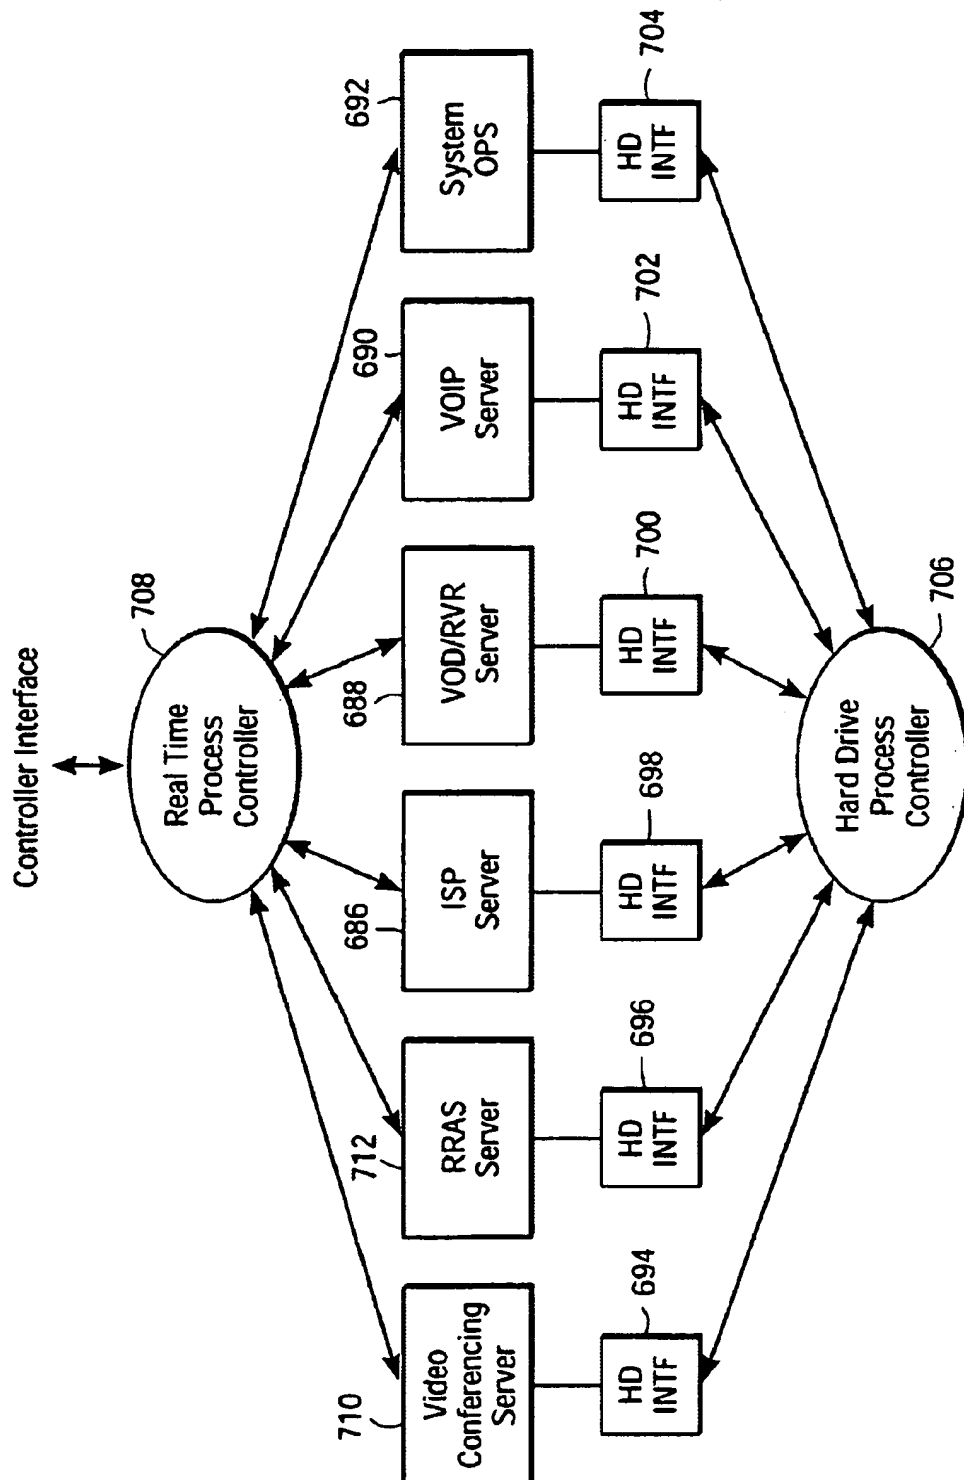 Controller Interface
708
Real Time
Process
Controller
710
Video
Conferencing
Server
712
RRAS
Server
686
ISP
Server
688
VOD/RVR
Server
690
VOIP
Server
692
System
OPS
694
HD
INTF
696
HD
INTF
698
HD
INTF
700
HD
INTF
702
HD
INTF
704
HD
INTF
706
Hard Drive
Process
Controller